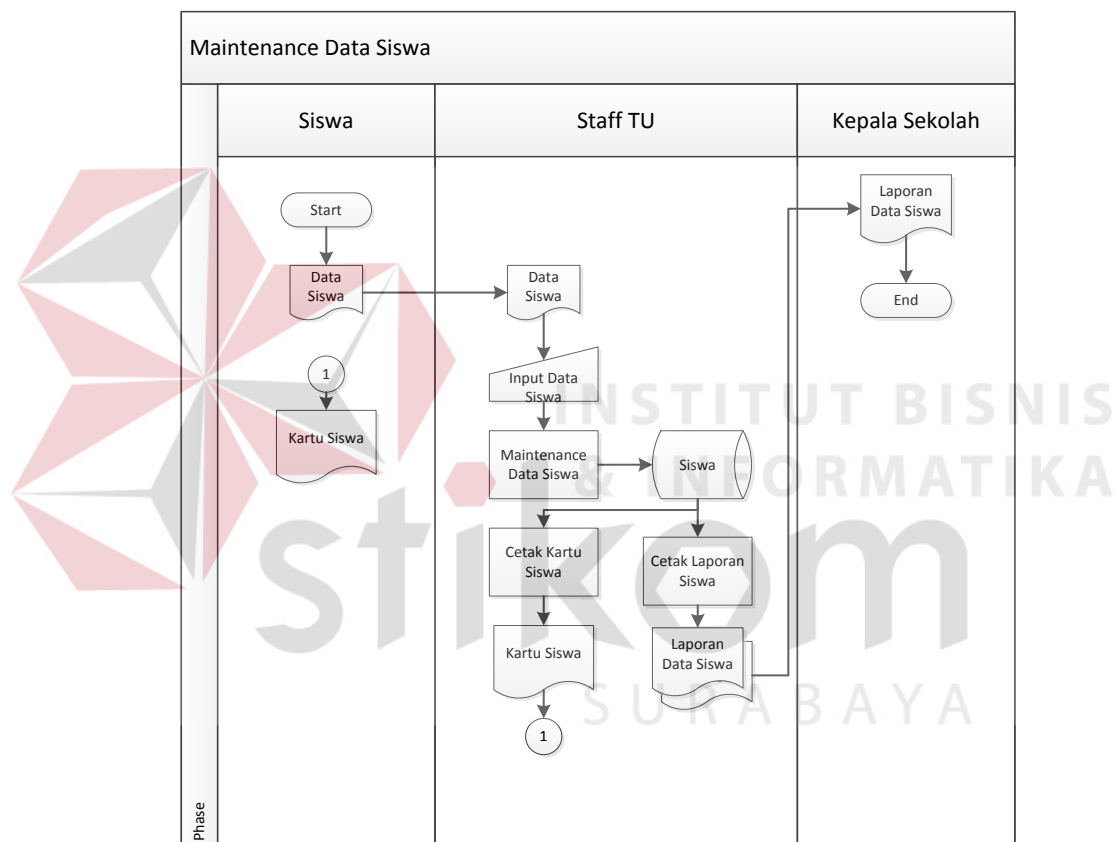 Maintenance Data Siswa
Siswa
Staff TU
Kepala Sekolah
Phase
Start
Data
Siswa
1
Kartu Siswa
Data
Siswa
Input Data
Siswa
Maintenance
Data Siswa
Siswa
Cetak Kartu
Siswa
Cetak Laporan
Siswa
Kartu Siswa
Laporan
Data Siswa
1
Laporan
Data Siswa
End
INSTITUT BISNIS
& INFORMATIKA
stikom
SURABAYA